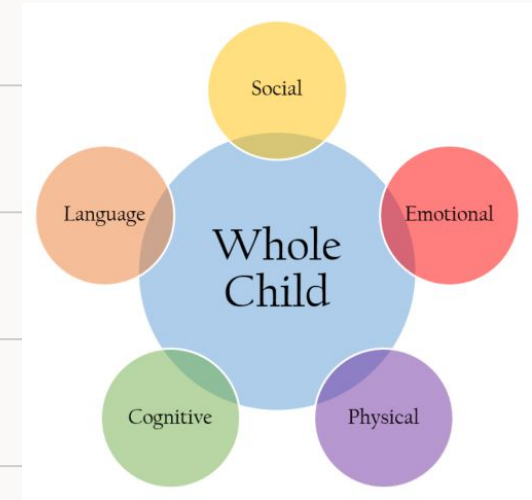 Social
Language
Emotional
Whole
Child
Cognitive
Physical